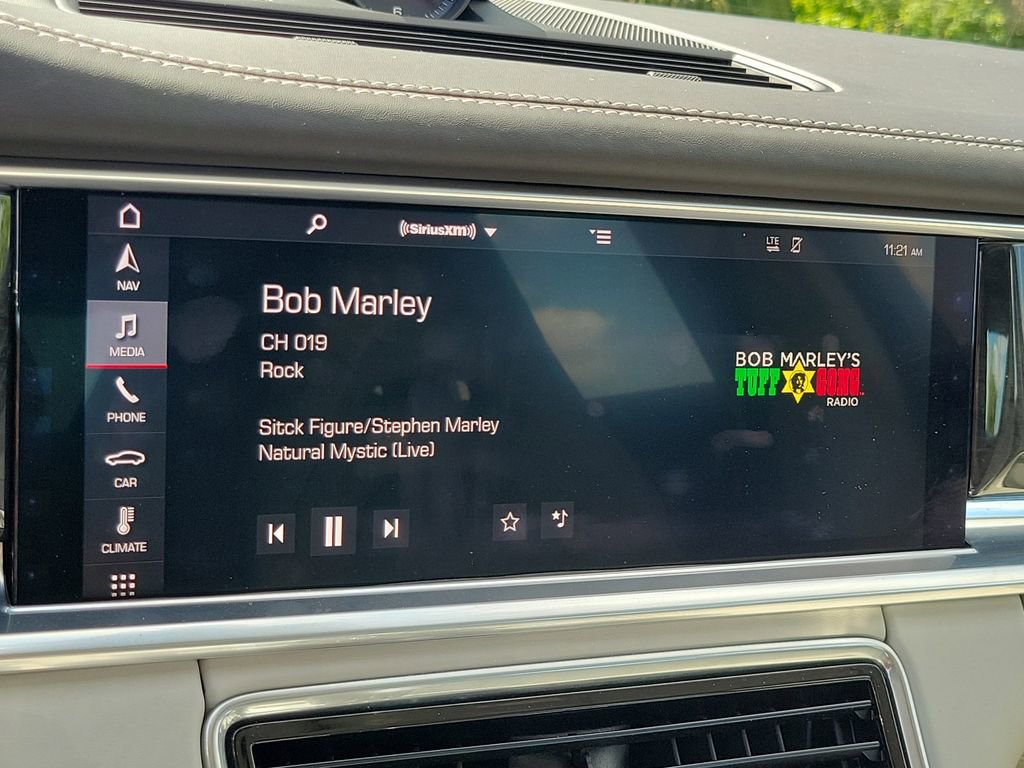 6
((SiriusXM))
LTE
11:21 AM
NAV
MEDIA
PHONE
CAR
CLIMATE
Bob Marley
CH 019
Rock
Sitck Figure/Stephen Marley
Natural Mystic (Live)
BOB MARLEY'S
TUFF GONG
RADIO